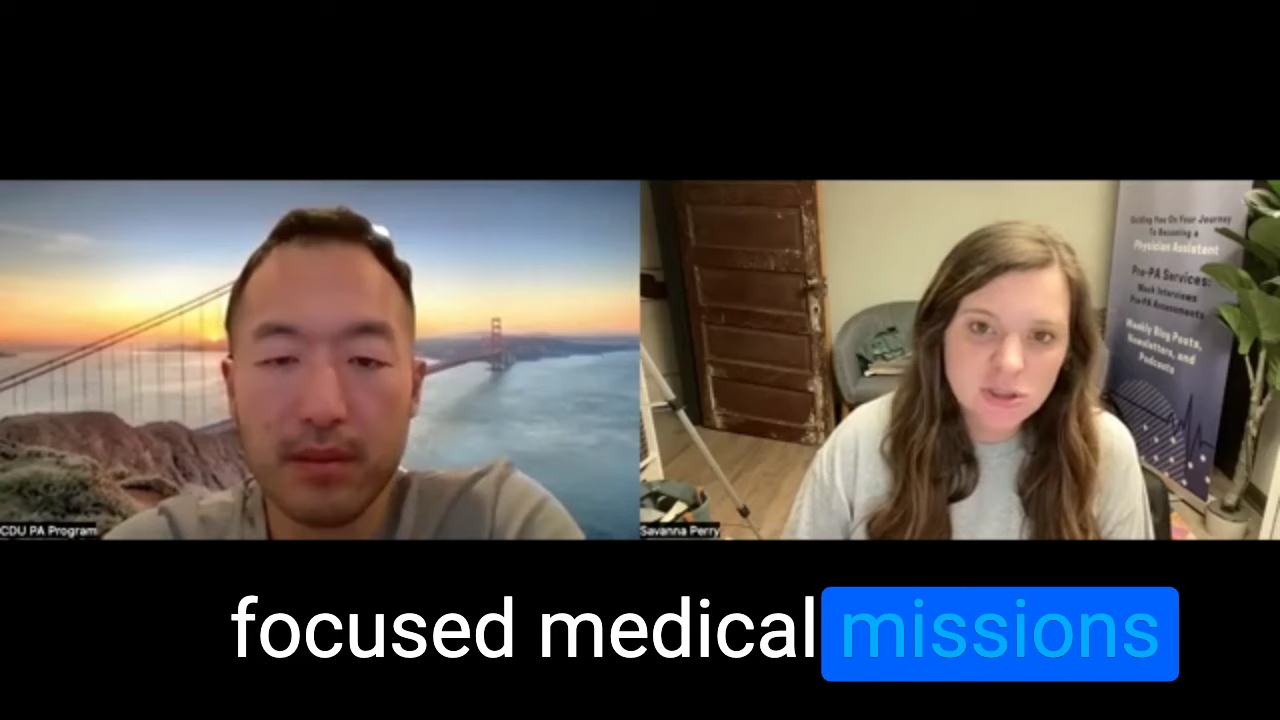 Guiding You On Your Journey
To Becoming a
Physician Assistant
Pre-PA Services:
Mock Interviews
Pre-PA Assessments
Weekly Blog Posts,
Newsletters, and
Podcasts
CDU PA Program
Savanna Perry
focused medical missions